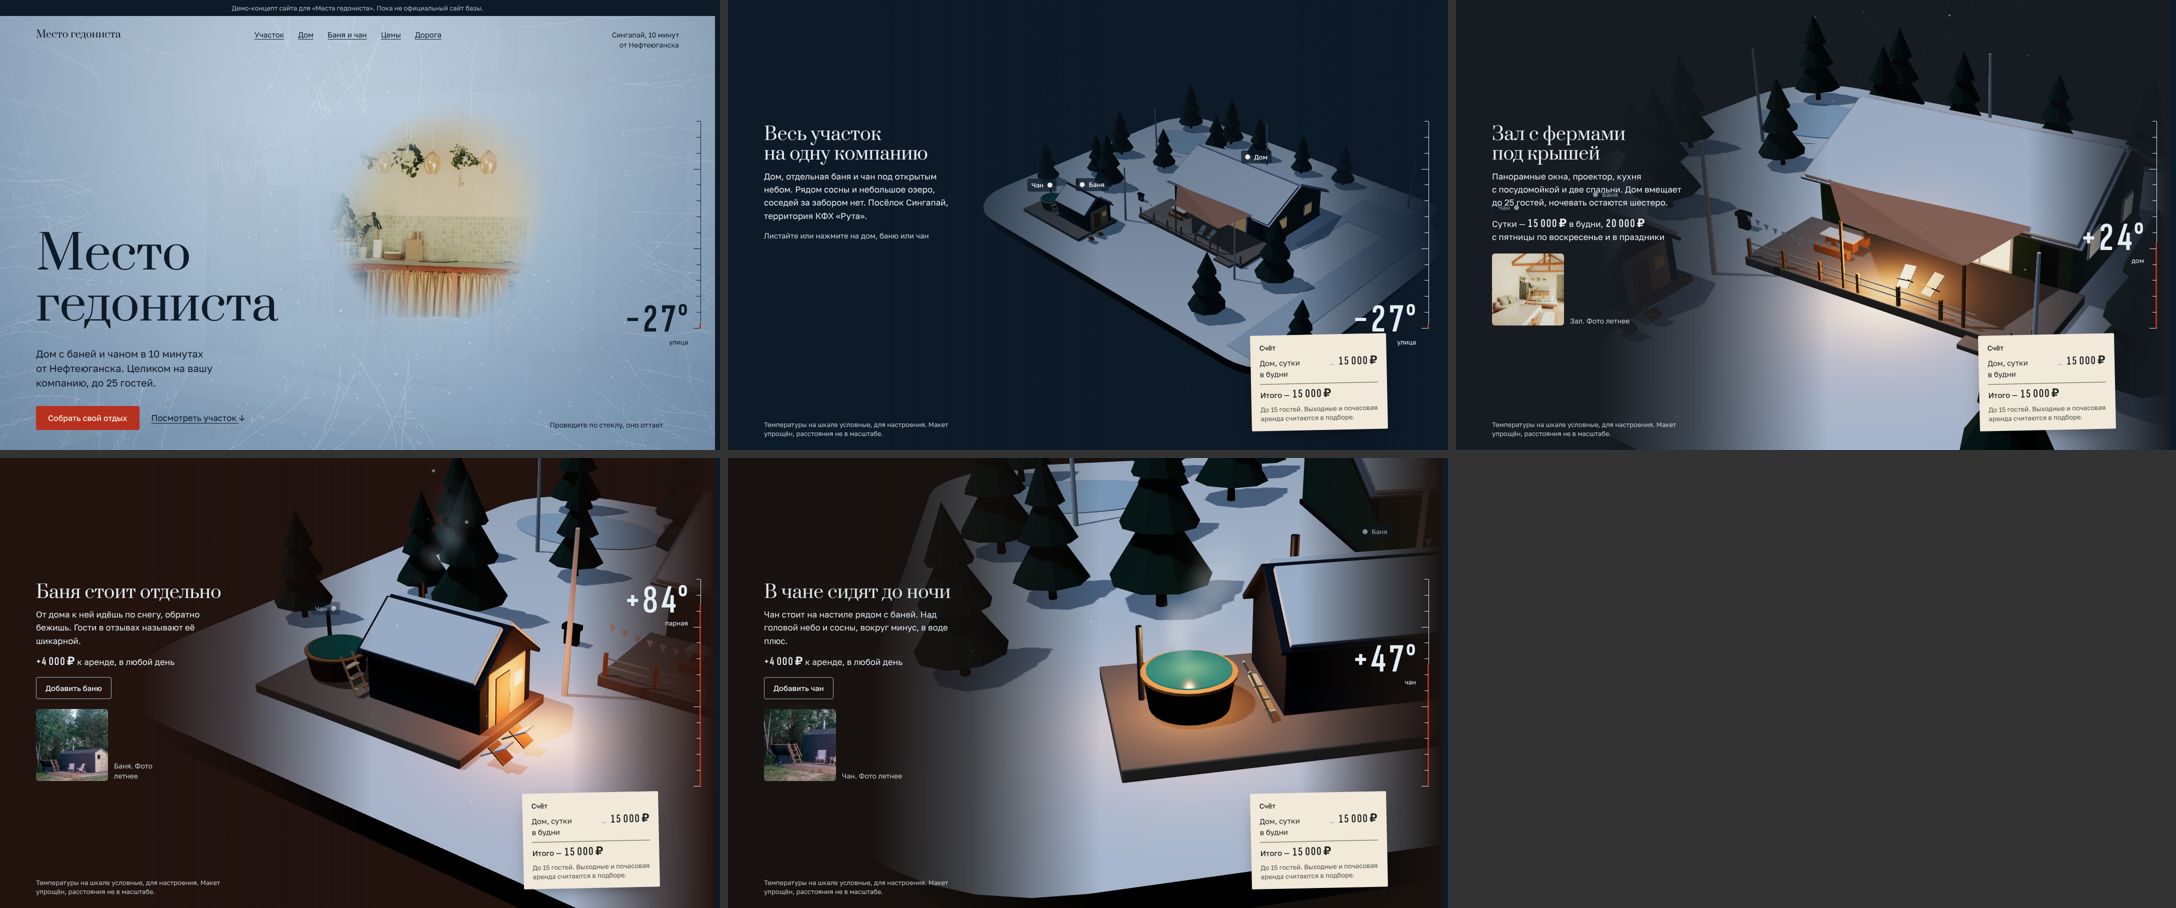 Демо-концепт сайта для «Места гедониста». Пока не официальный сайт базы.
Место гедониста
Участок
Дом
Баня и чан
Цены
Дорога
Сингапай, 10 минут
от Нефтеюганска
Место
гедониста
Дом с баней и чаном в 10 минутах
от Нефтеюганска. Целиком на вашу
компанию, до 25 гостей.
Собрать свой отдых
Посмотреть участок ↓
-27°
улица
Проведите по стеклу, оно оттает
Весь участок
на одну компанию
Дом, отдельная баня и чан под открытым
небом. Рядом сосны и небольшое озеро,
соседей за забором нет. Посёлок Сингапай,
территория КФХ «Рута».
Листайте или нажмите на дом, баню или чан
Чан
Баня
Дом
-27°
улица
Счёт
Дом, сутки
в будни
... 15 000 ₽
Итого — 15 000 ₽
До 15 гостей. Выходные и почасовая
аренда считаются в подборе.
Температуры на шкале условные, для настроения. Макет
упрощён, расстояния не в масштабе.
Зал с фермами
под крышей
Панорамные окна, проектор, кухня
с посудомойкой и две спальни. Дом вмещает
до 25 гостей, ночевать остаются шестеро.
Баня
Чан
Сутки — 15 000 ₽ в будни, 20 000 ₽
с пятницы по воскресенье и в праздники
Зал. Фото летнее
+24°
дом
Счёт
Дом, сутки
в будни
... 15 000 ₽
Итого — 15 000 ₽
До 15 гостей. Выходные и почасовая
аренда считаются в подборе.
Температуры на шкале условные, для настроения. Макет
упрощён, расстояния не в масштабе.
Баня стоит отдельно
От дома к ней идёшь по снегу, обратно
бежишь. Гости в отзывах называют её
шикарной.
+4 000 ₽ к аренде, в любой день
Добавить баню
Баня. Фото
летнее
Чан
+84°
парная
Счёт
Дом, сутки
в будни
... 15 000 ₽
Итого — 15 000 ₽
До 15 гостей. Выходные и почасовая
аренда считаются в подборе.
Температуры на шкале условные, для настроения. Макет
упрощён, расстояния не в масштабе.
В чане сидят до ночи
Чан стоит на настиле рядом с баней. Над
головой небо и сосны, вокруг минус, в воде
плюс.
+4 000 ₽ к аренде, в любой день
Добавить чан
Чан. Фото летнее
Баня
+47°
чан
Счёт
Дом, сутки
в будни
... 15 000 ₽
Итого — 15 000 ₽
До 15 гостей. Выходные и почасовая
аренда считаются в подборе.
Температуры на шкале условные, для настроения. Макет
упрощён, расстояния не в масштабе.